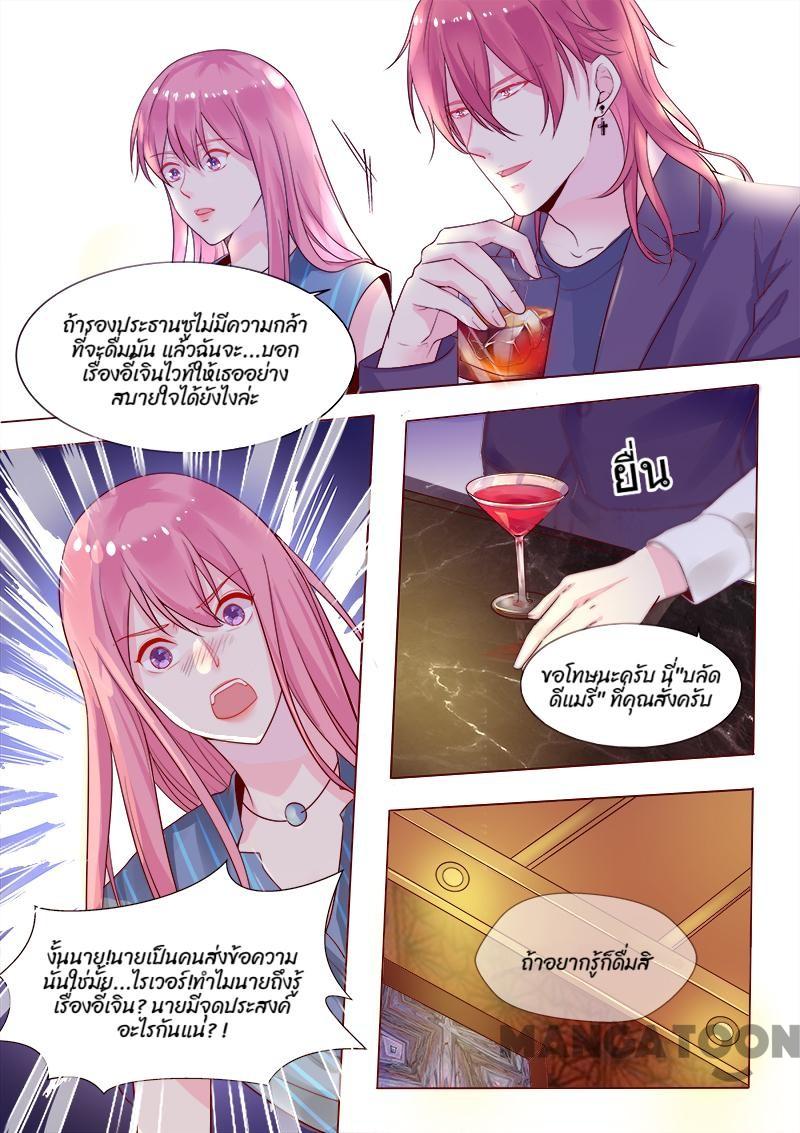 ถ้ารองประธานซูไม่มีความกล้า
ที่จะดื่มมัน แล้วฉันจะ...บอก
เรื่องอี้เจินไวท์ให้เธออย่าง
สบายใจได้ยังไงล่ะ
ยื่น
ขอโทษนะครับ นี่"บลัด
ดีแมรี่" ที่คุณสั่งครับ
งั้นนาย!นายเป็นคนส่งข้อความ
นั้นใช่มั้ย...ไรเวอร์!ทำไมนายถึงรู้
เรื่องอี้เจิน? นายมีจุดประสงค์
อะไรกันแน่?!
ถ้าอยากรู้ก็ดื่มสิ
MANGATOON